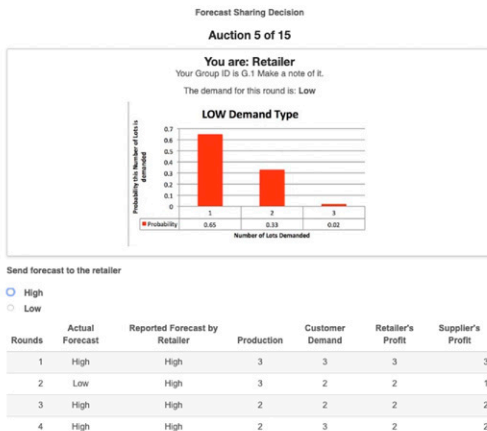 Forecast Sharing Decision
Auction 5 of 15
You are: Retailer
Your Group ID is G.1 Make a note of it.
The demand for this round is: Low
LOW Demand Type
Probability this Number of Lots is
demanded
0.7
0.6
0.5
0.4
0.3
0.2
0.1
0
1 2 3
Probability 0.65 0.33 0.02
Number of Lots Demanded
Send forecast to the retailer
High
Low
Actual Reported Forecast by Customer Retailer's Supplier's
Rounds Forecast Retailer Production Demand Profit Profit
1 High High 3 3 3 3
2 Low High 3 2 2 1
3 High High 2 2 2 2
4 High High 2 3 2 2